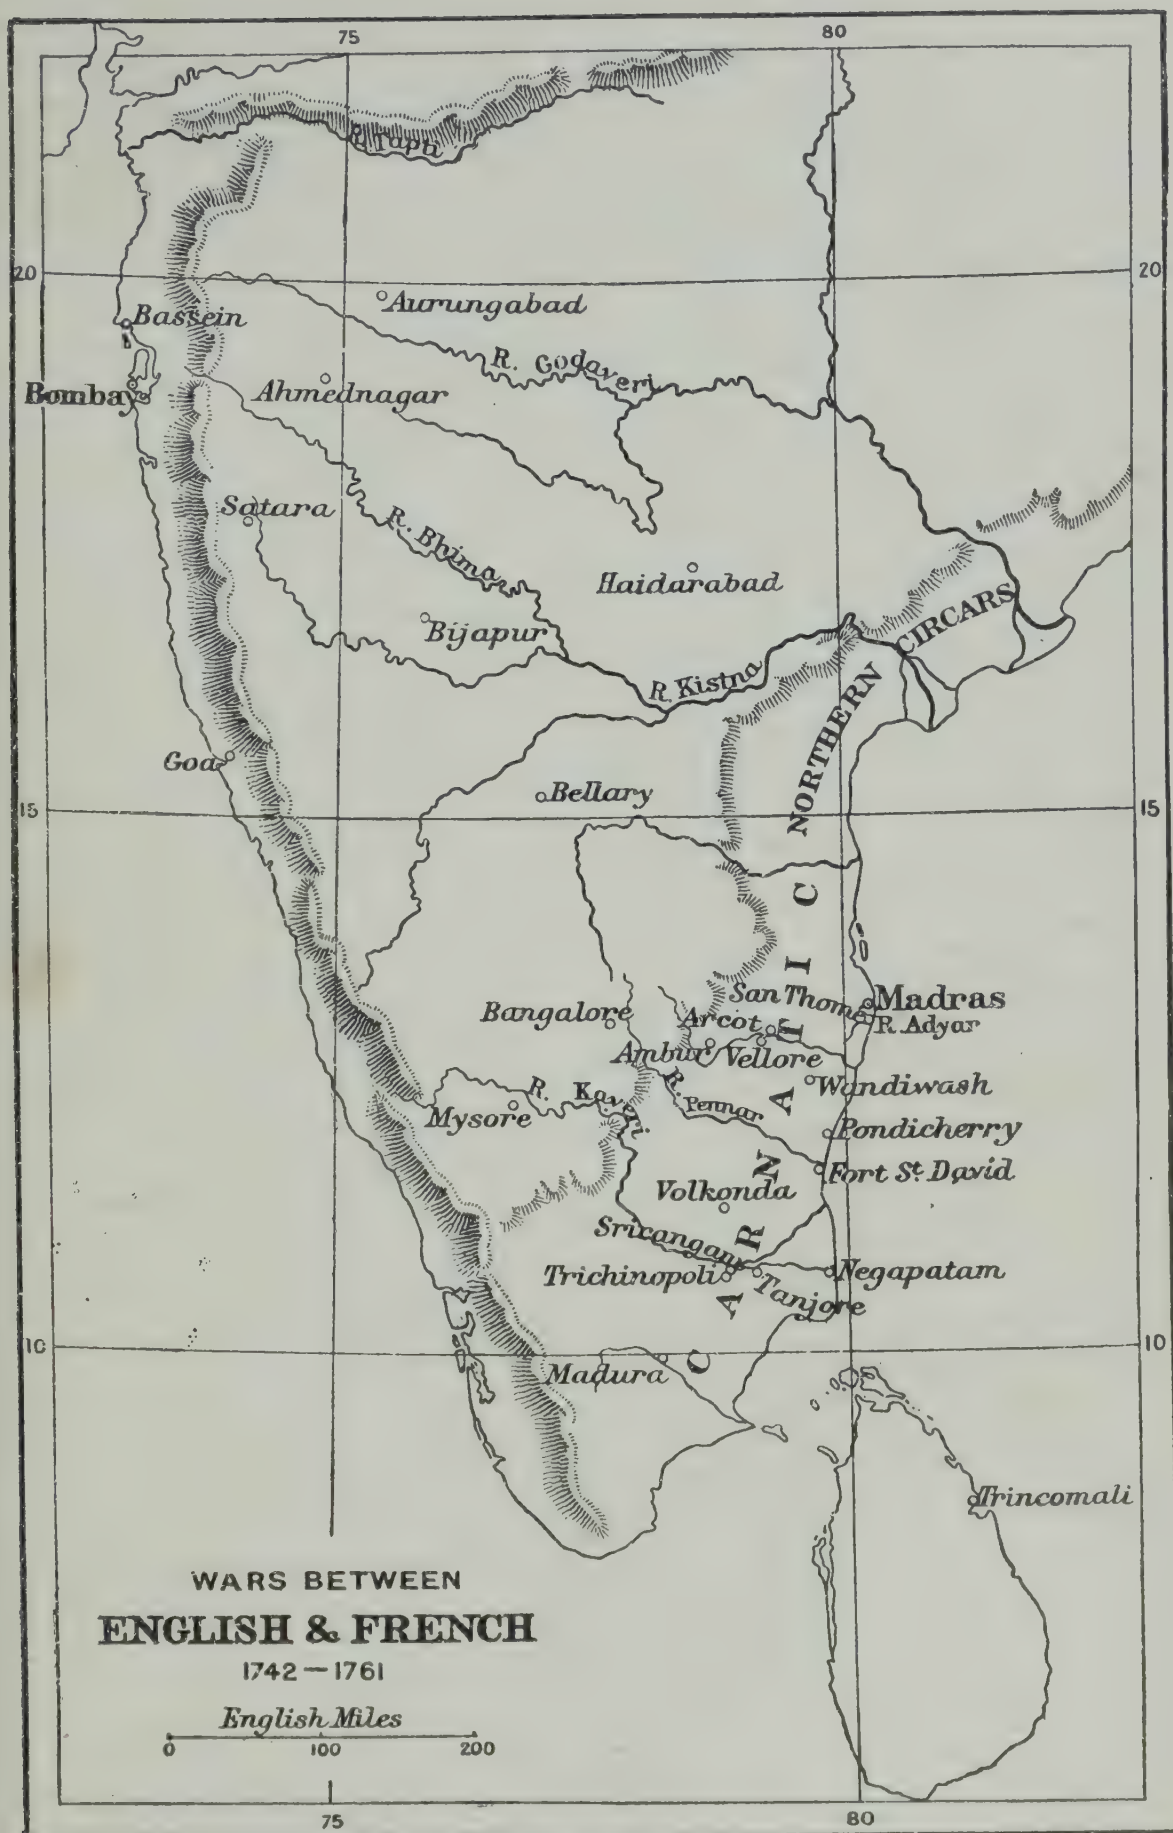 75
80
R. Tapti
20
20
Aurungabad
Bassein
R. Godaveri
Bombay
Ahmednagar
Satara
R. Bhima
Haidarabad
Bijapur
R. Kistna
NORTHERN CIRCARS
Goa
Bellary
15
15
CARNATIC
San Thome
Madras
Bangalore
Arcot
R. Adyar
Ambur
Vellore
R. Pennar
Wandiwash
R. Kaveri
Mysore
Pondicherry
Fort St. David
Volkonda
Srirangam
Trichinopoli
Tanjore
Negapatam
10
10
Madura
Trincomali
WARS BETWEEN
ENGLISH & FRENCH
1742 — 1761
English Miles
0 100 200
75
80